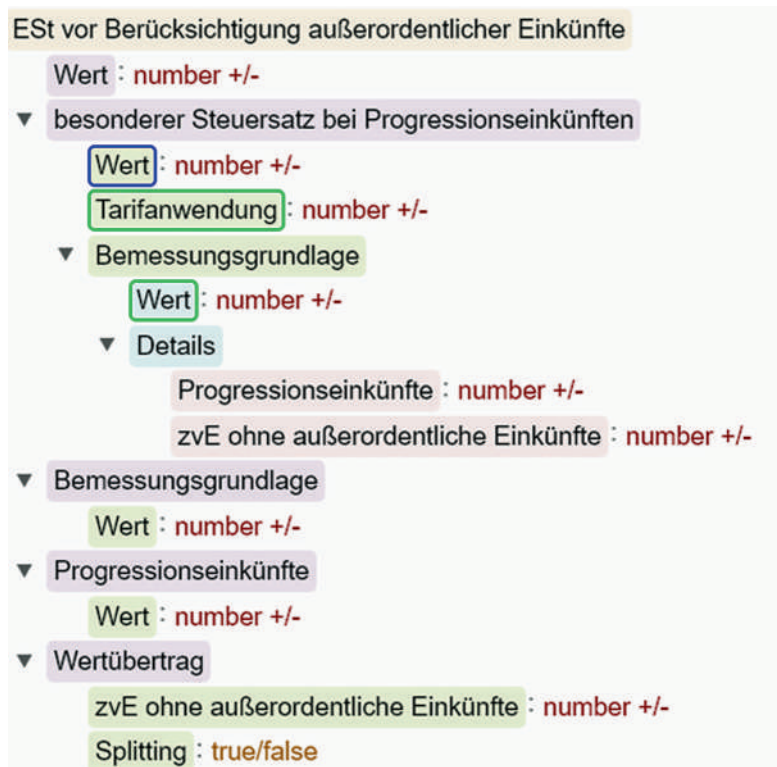 ESt vor Berücksichtigung außerordentlicher Einkünfte
Wert : number +/-
▼ besonderer Steuersatz bei Progressionseinkünften
Wert : number +/-
Tarifanwendung : number +/-
▼ Bemessungsgrundlage
Wert : number +/-
▼ Details
Progressionseinkünfte : number +/-
zvE ohne außerordentliche Einkünfte : number +/-
▼ Bemessungsgrundlage
Wert : number +/-
▼ Progressionseinkünfte
Wert : number +/-
▼ Wertübertrag
zvE ohne außerordentliche Einkünfte : number +/-
Splitting : true/false